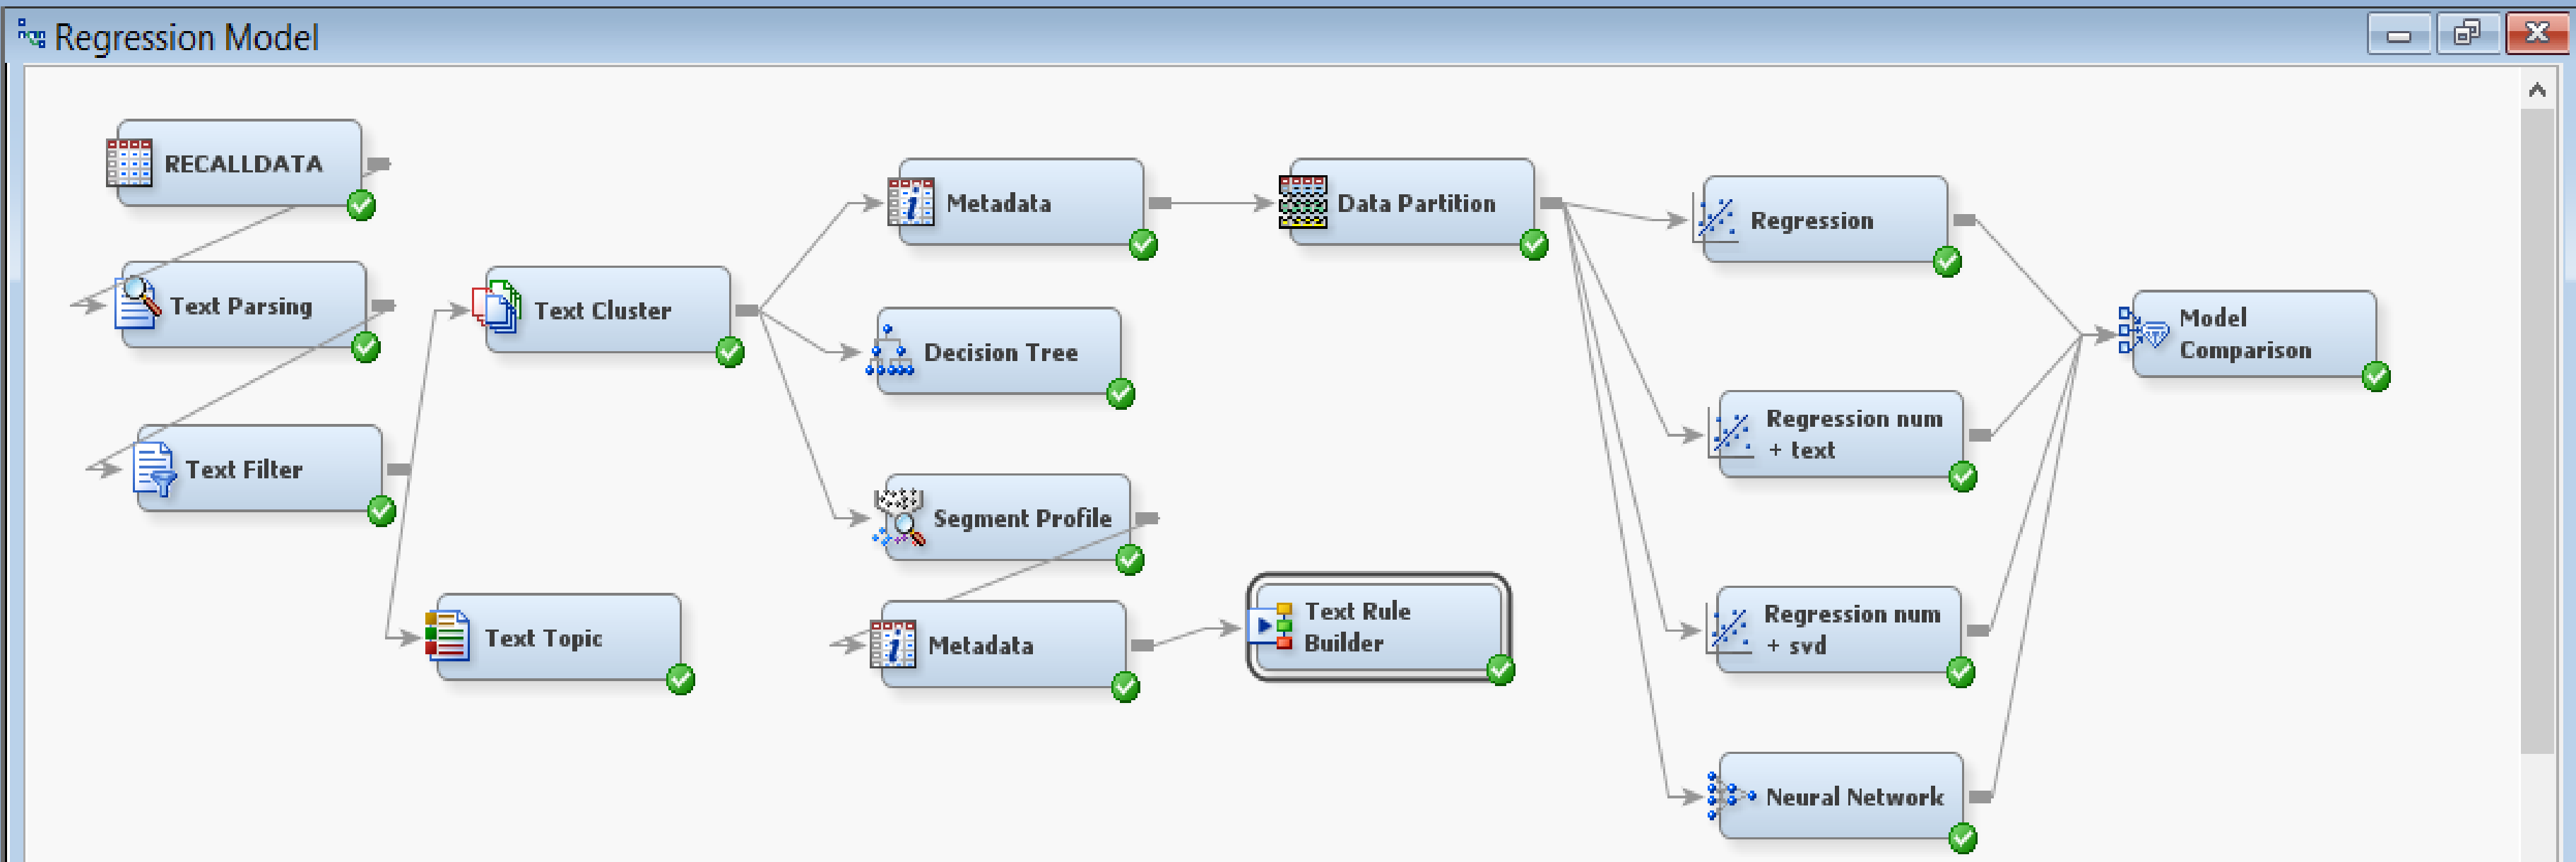 Regression Model
RECALLDATA
Text Parsing
Text Filter
Text Cluster
Text Topic
Metadata
Decision Tree
Segment Profile
Metadata
Data Partition
Text Rule
Builder
Regression
Regression num
+ text
Regression num
+ svd
Neural Network
Model
Comparison